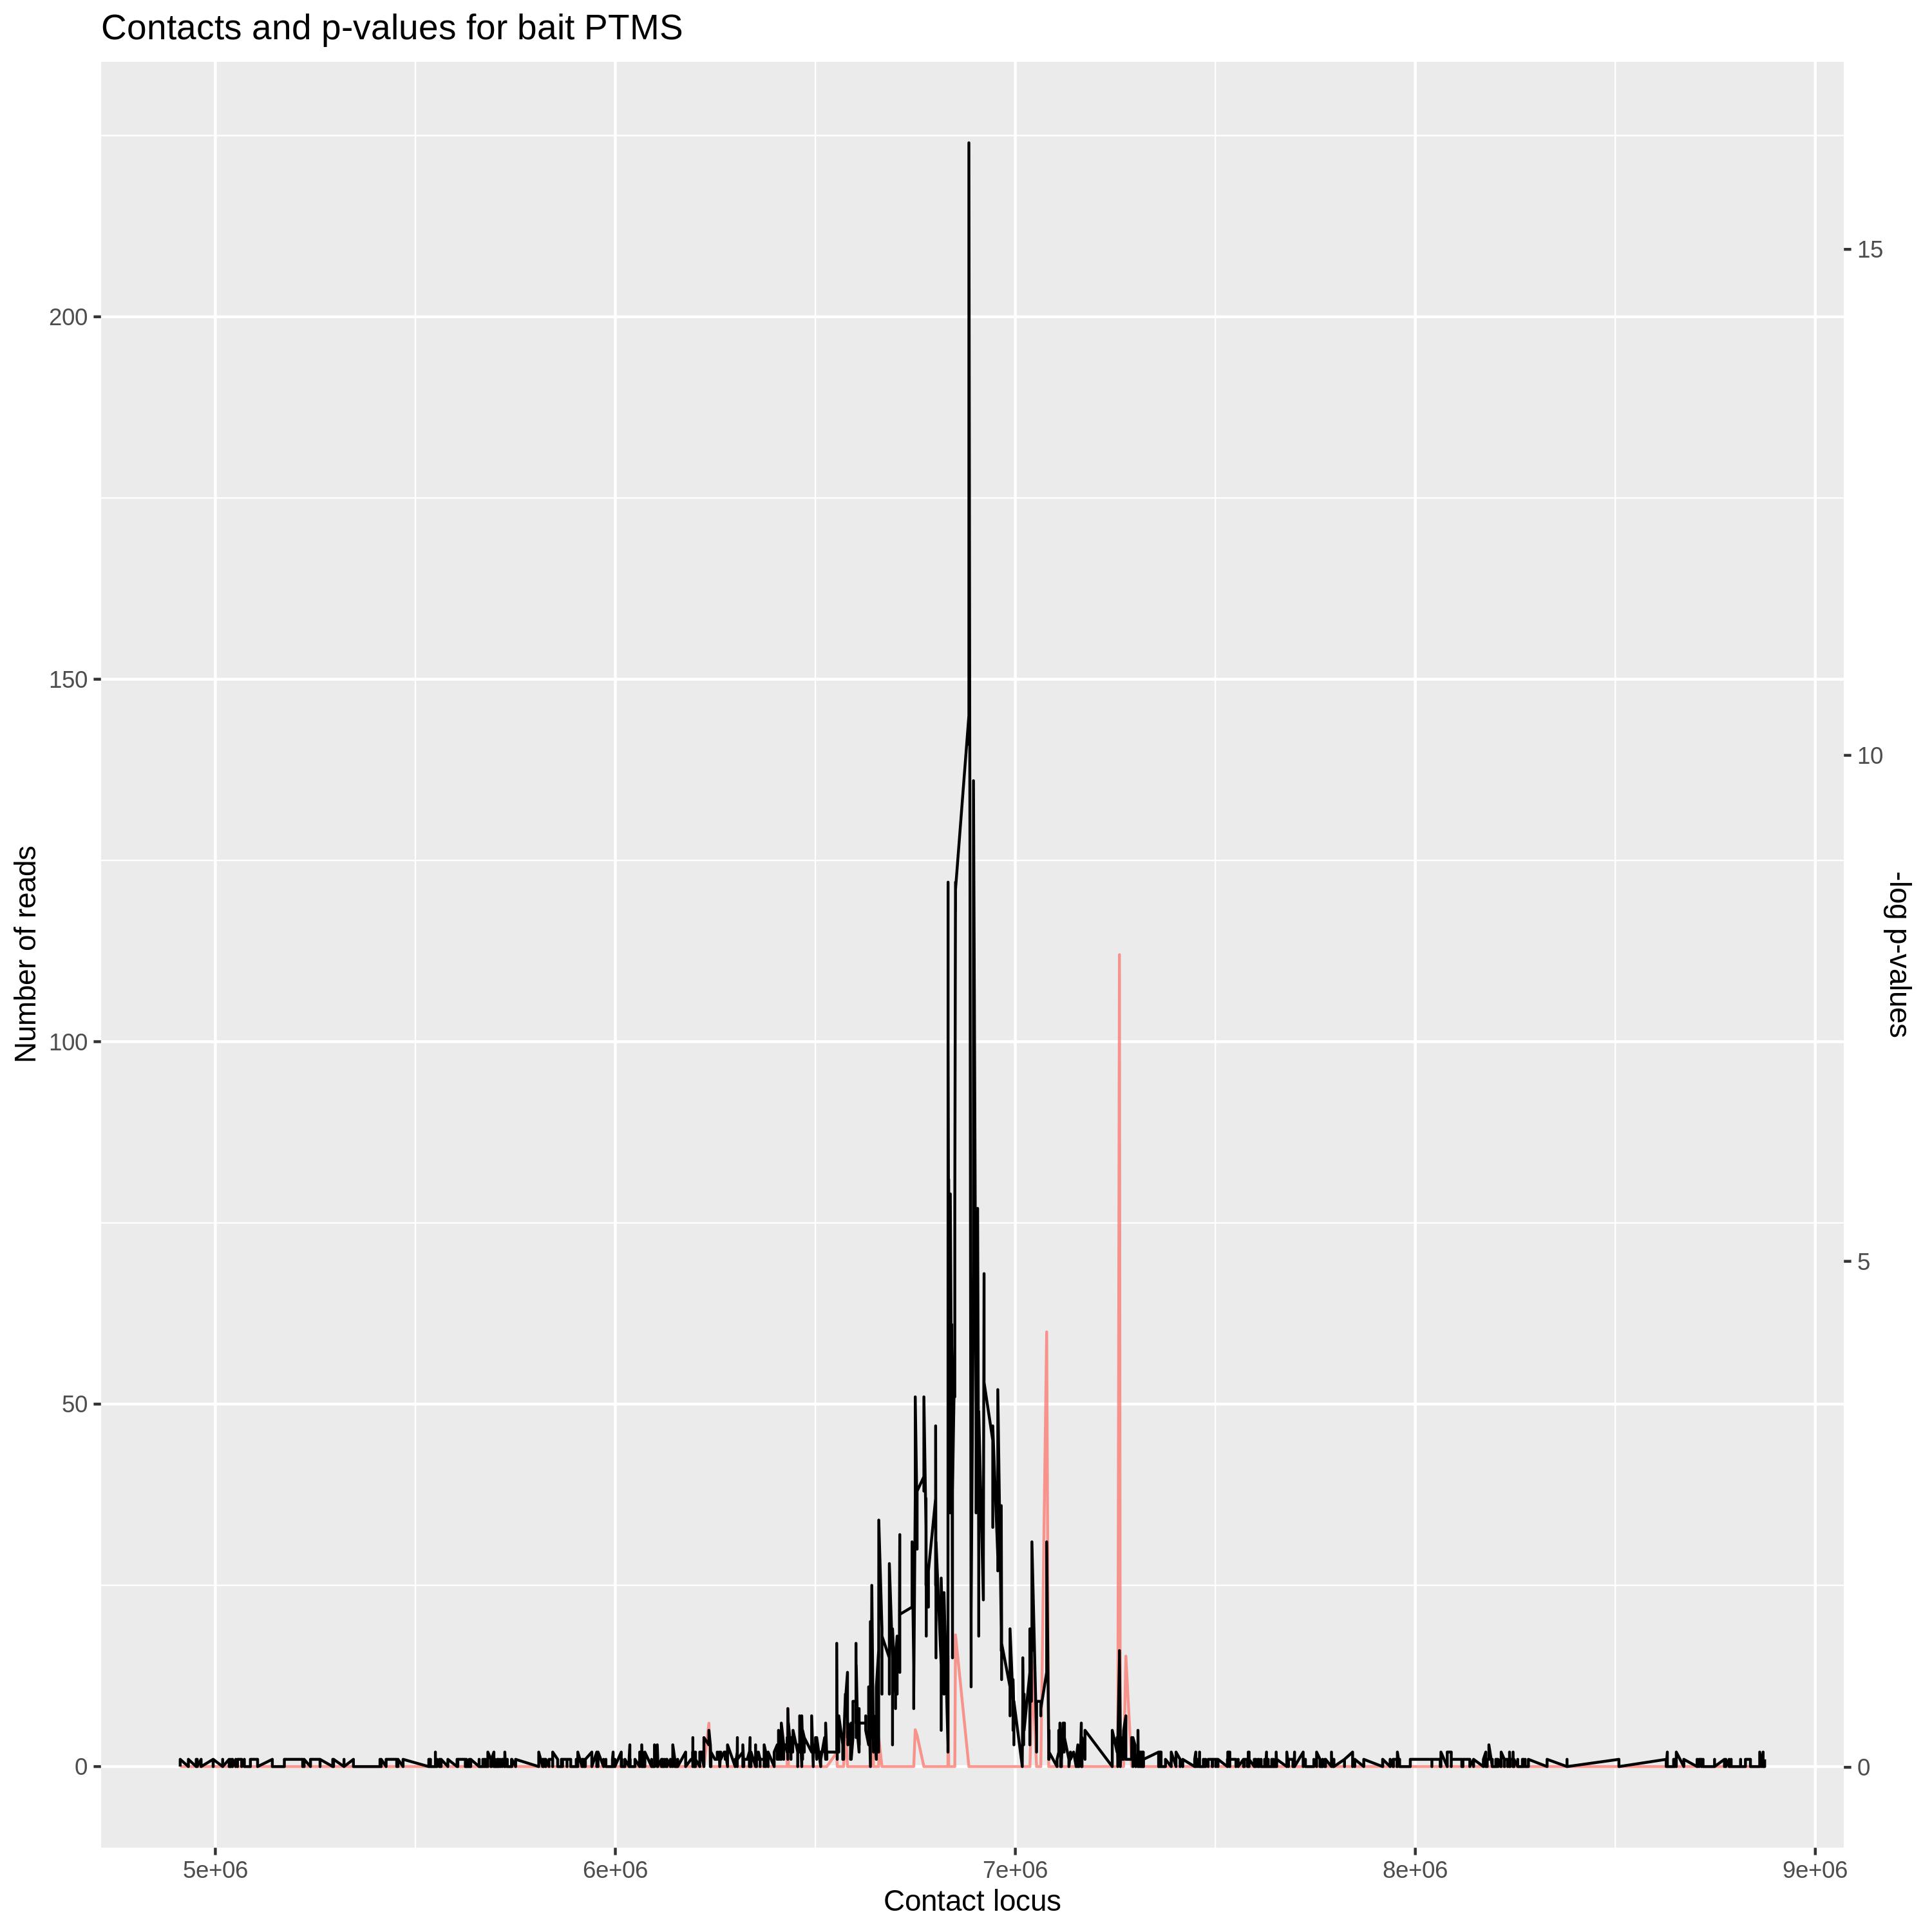 Contacts and p-values for bait PTMS
Number of reads
200
150
100
50
0
15
10
5
0
-log p-values
5e+06
6e+06
7e+06
8e+06
9e+06
Contact locus